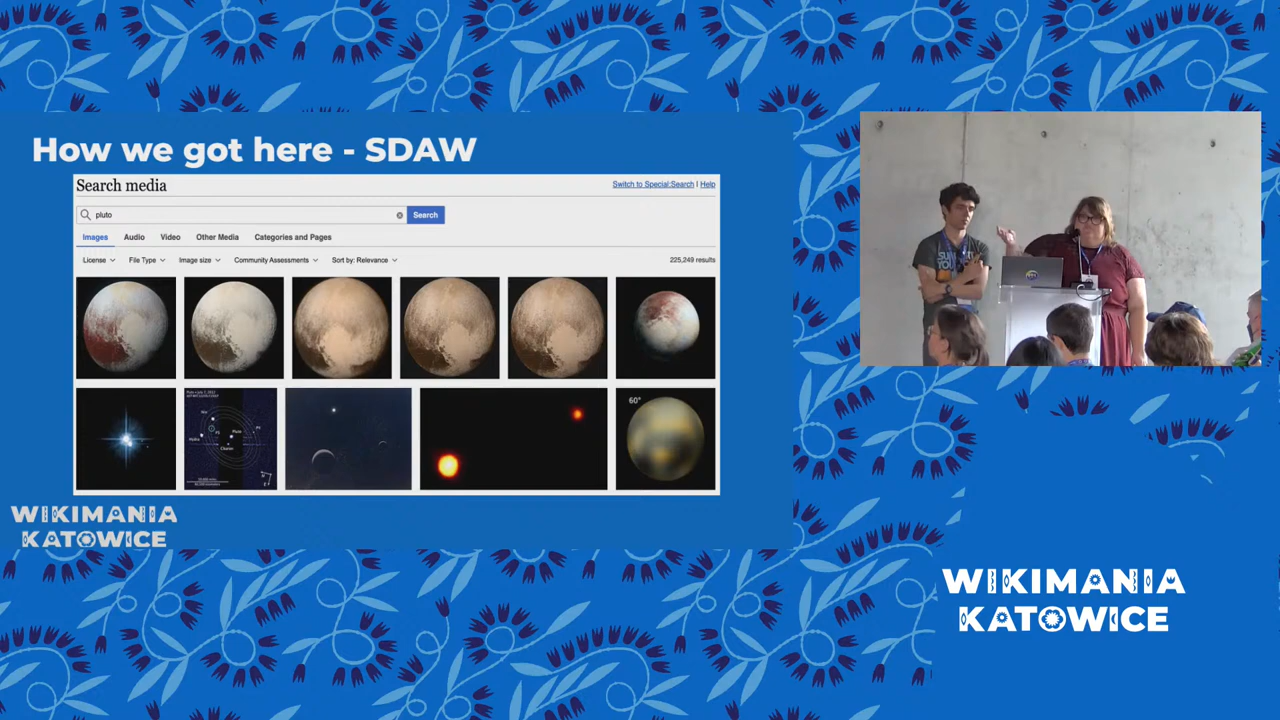 How we got here - SDAW
Search media
Switch to Special:Search | Help
pluto
Search
Images Audio Video Other Media Categories and Pages
License File Type Image size Community Assessments Sort by: Relevance
225,249 results
Pluto
Charon
60°
WIKIMANIA
KATOWICE
WIKIMANIA
KATOWICE